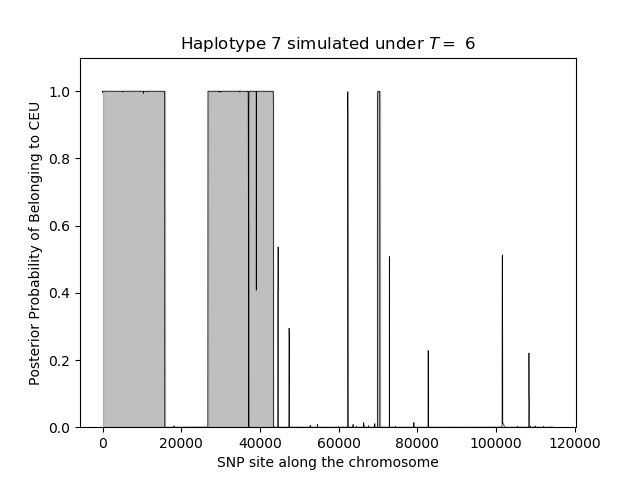 Haplotype 7 simulated under T = 6
Posterior Probability of Belonging to CEU
1.0
0.8
0.6
0.4
0.2
0.0
0 20000 40000 60000 80000 100000 120000
SNP site along the chromosome